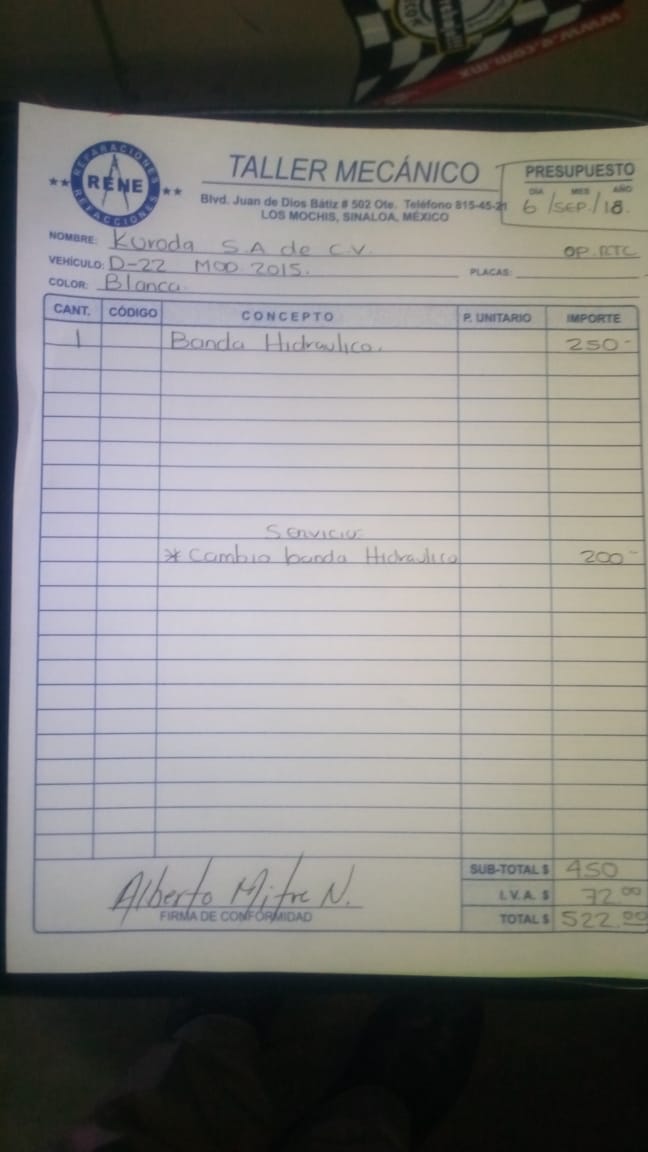 REPARACIONES
RENE
REFACCIONES
TALLER MECÁNICO
Blvd. Juan de Dios Bátiz # 502 Ote. Teléfono 815-45-21
LOS MOCHIS, SINALOA, MÉXICO
PRESUPUESTO
DIA MES AÑO
6 / SEP. / 18.
NOMBRE: Kuroda S.A de C.V. OP. RTC
VEHÍCULO: D-22 MOD 2015. PLACAS:
COLOR: Blanca
CANT. CÓDIGO CONCEPTO P. UNITARIO IMPORTE
1 Banda Hidraulica. 250-
Servicio
* Cambio banda Hidraulica 200-
SUB-TOTAL $ 450
I.V.A. $ 72.00
TOTAL $ 522.00
Alberto Mitre N.
FIRMA DE CONFORMIDAD